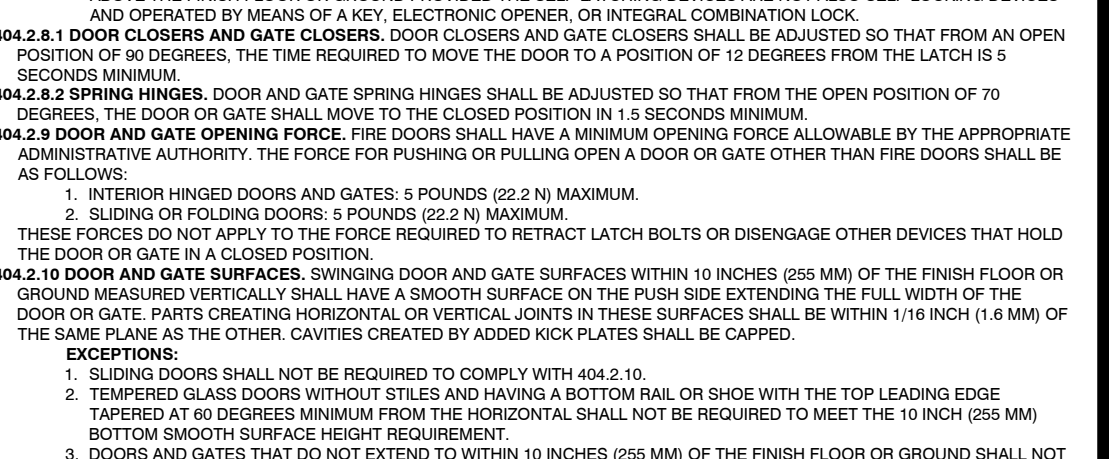 AND OPERATED BY MEANS OF A KEY, ELECTRONIC OPENER, OR INTEGRAL COMBINATION LOCK.
404.2.8.1 DOOR CLOSERS AND GATE CLOSERS. DOOR CLOSERS AND GATE CLOSERS SHALL BE ADJUSTED SO THAT FROM AN OPEN
POSITION OF 90 DEGREES, THE TIME REQUIRED TO MOVE THE DOOR TO A POSITION OF 12 DEGREES FROM THE LATCH IS 5
SECONDS MINIMUM.
404.2.8.2 SPRING HINGES. DOOR AND GATE SPRING HINGES SHALL BE ADJUSTED SO THAT FROM THE OPEN POSITION OF 70
DEGREES, THE DOOR OR GATE SHALL MOVE TO THE CLOSED POSITION IN 1.5 SECONDS MINIMUM.
404.2.9 DOOR AND GATE OPENING FORCE. FIRE DOORS SHALL HAVE A MINIMUM OPENING FORCE ALLOWABLE BY THE APPROPRIATE
ADMINISTRATIVE AUTHORITY. THE FORCE FOR PUSHING OR PULLING OPEN A DOOR OR GATE OTHER THAN FIRE DOORS SHALL BE
AS FOLLOWS:
1. INTERIOR HINGED DOORS AND GATES: 5 POUNDS (22.2 N) MAXIMUM.
2. SLIDING OR FOLDING DOORS: 5 POUNDS (22.2 N) MAXIMUM.
THESE FORCES DO NOT APPLY TO THE FORCE REQUIRED TO RETRACT LATCH BOLTS OR DISENGAGE OTHER DEVICES THAT HOLD
THE DOOR OR GATE IN A CLOSED POSITION.
404.2.10 DOOR AND GATE SURFACES. SWINGING DOOR AND GATE SURFACES WITHIN 10 INCHES (255 MM) OF THE FINISH FLOOR OR
GROUND MEASURED VERTICALLY SHALL HAVE A SMOOTH SURFACE ON THE PUSH SIDE EXTENDING THE FULL WIDTH OF THE
DOOR OR GATE. PARTS CREATING HORIZONTAL OR VERTICAL JOINTS IN THESE SURFACES SHALL BE WITHIN 1/16 INCH (1.6 MM) OF
THE SAME PLANE AS THE OTHER. CAVITIES CREATED BY ADDED KICK PLATES SHALL BE CAPPED.
EXCEPTIONS:
1. SLIDING DOORS SHALL NOT BE REQUIRED TO COMPLY WITH 404.2.10.
2. TEMPERED GLASS DOORS WITHOUT STILES AND HAVING A BOTTOM RAIL OR SHOE WITH THE TOP LEADING EDGE
TAPERED AT 60 DEGREES MINIMUM FROM THE HORIZONTAL SHALL NOT BE REQUIRED TO MEET THE 10 INCH (255 MM)
BOTTOM SMOOTH SURFACE HEIGHT REQUIREMENT.
3. DOORS AND GATES THAT DO NOT EXTEND TO WITHIN 10 INCHES (255 MM) OF THE FINISH FLOOR OR GROUND SHALL NOT